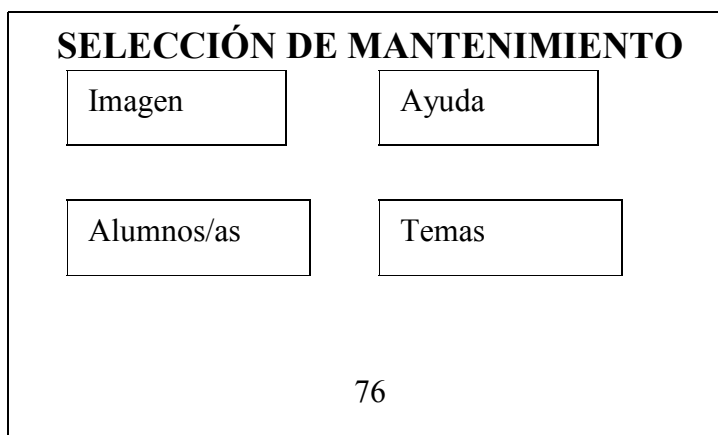 SELECCIÓN DE MANTENIMIENTO
Imagen Ayuda
Alumnos/as Temas
76